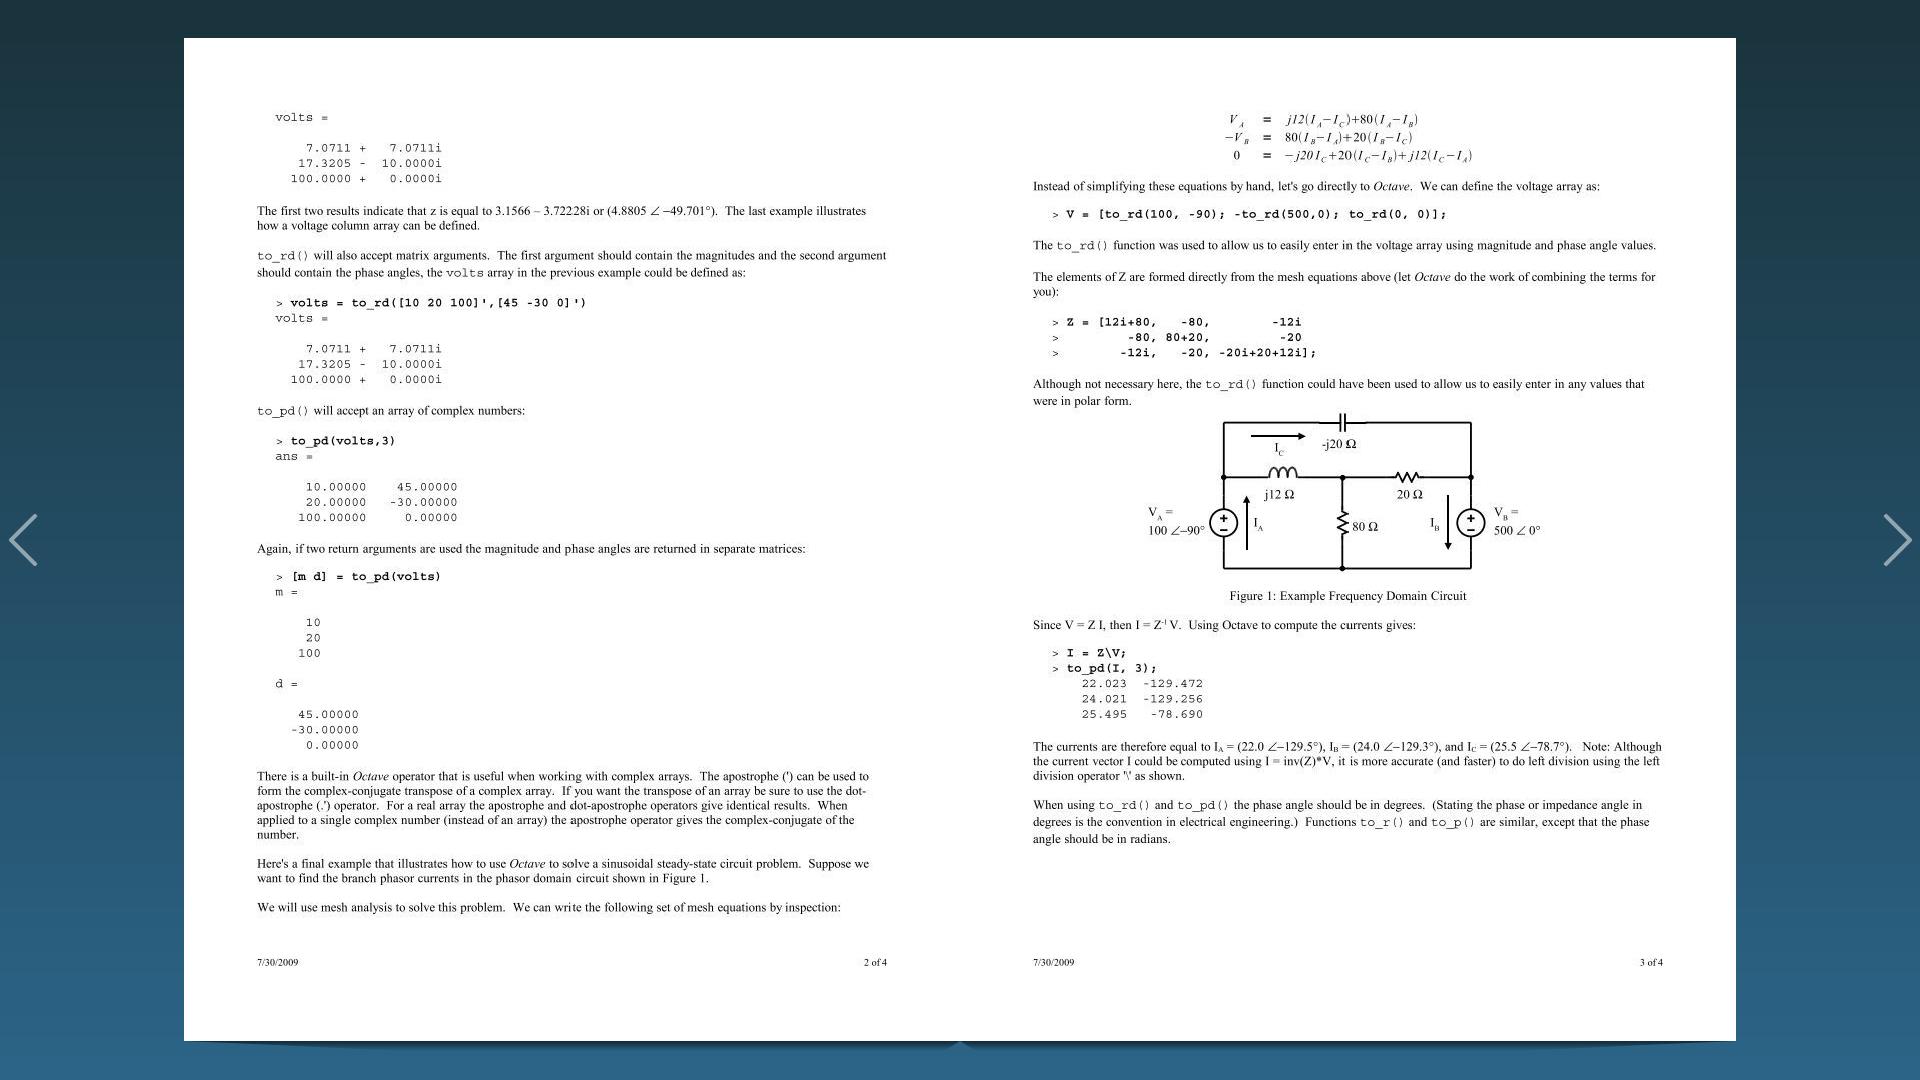 volts =
7.0711 + 7.0711i
17.3205 - 10.0000i
100.0000 + 0.0000i
The first two results indicate that z is equal to 3.1566 – 3.72228i or (4.8805 ∠ –49.701°). The last example illustrates
how a voltage column array can be defined.
to_rd() will also accept matrix arguments. The first argument should contain the magnitudes and the second argument
should contain the phase angles, the volts array in the previous example could be defined as:
> volts = to_rd([10 20 100]',[45 -30 0]')
volts =
7.0711 + 7.0711i
17.3205 - 10.0000i
100.0000 + 0.0000i
to_pd() will accept an array of complex numbers:
> to_pd(volts,3)
ans =
10.00000 45.00000
20.00000 -30.00000
100.00000 0.00000
Again, if two return arguments are used the magnitude and phase angles are returned in separate matrices:
> [m d] = to_pd(volts)
m =
10
20
100
d =
45.00000
-30.00000
0.00000
There is a built-in Octave operator that is useful when working with complex arrays. The apostrophe (') can be used to
form the complex-conjugate transpose of a complex array. If you want the transpose of an array be sure to use the dot-
apostrophe (.') operator. For a real array the apostrophe and dot-apostrophe operators give identical results. When
applied to a single complex number (instead of an array) the apostrophe operator gives the complex-conjugate of the
number.
Here's a final example that illustrates how to use Octave to solve a sinusoidal steady-state circuit problem. Suppose we
want to find the branch phasor currents in the phasor domain circuit shown in Figure 1.
We will use mesh analysis to solve this problem. We can write the following set of mesh equations by inspection:
7/30/2009 2 of 4
V_A = j12(I_A−I_C)+80(I_A−I_B)
−V_B = 80(I_B−I_A)+20(I_B−I_C)
0 = −j20I_C+20(I_C−I_B)+j12(I_C−I_A)
Instead of simplifying these equations by hand, let's go directly to Octave. We can define the voltage array as:
> V = [to_rd(100, -90); -to_rd(500,0); to_rd(0, 0)];
The to_rd() function was used to allow us to easily enter in the voltage array using magnitude and phase angle values.
The elements of Z are formed directly from the mesh equations above (let Octave do the work of combining the terms for
you):
> Z = [12i+80, -80, -12i
> -80, 80+20, -20
> -12i, -20, -20i+20+12i];
Although not necessary here, the to_rd() function could have been used to allow us to easily enter in any values that
were in polar form.
I_C -j20 Ω
j12 Ω 20 Ω
V_A =
100 ∠–90°
I_A
80 Ω
I_B
V_B =
500 ∠ 0°
Figure 1: Example Frequency Domain Circuit
Since V = Z I, then I = Z⁻¹ V. Using Octave to compute the currents gives:
> I = Z\V;
> to_pd(I, 3);
22.023 -129.472
24.021 -129.256
25.495 -78.690
The currents are therefore equal to I_A = (22.0 ∠–129.5°), I_B = (24.0 ∠–129.3°), and I_C = (25.5 ∠–78.7°). Note: Although
the current vector I could be computed using I = inv(Z)*V, it is more accurate (and faster) to do left division using the left
division operator '\' as shown.
When using to_rd() and to_pd() the phase angle should be in degrees. (Stating the phase or impedance angle in
degrees is the convention in electrical engineering.) Functions to_r() and to_p() are similar, except that the phase
angle should be in radians.
7/30/2009 3 of 4